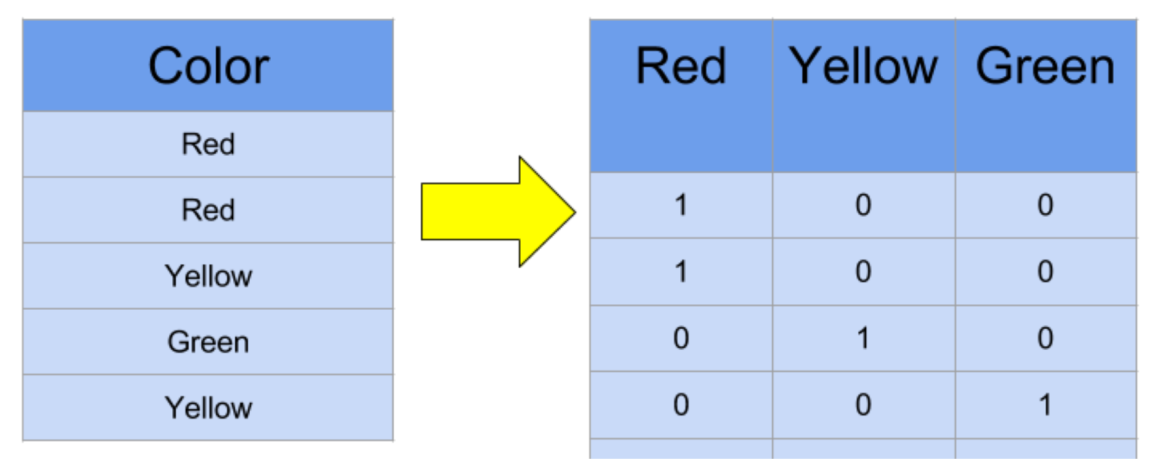 Color
Red
Red
Yellow
Green
Yellow
Red Yellow Green
1 0 0
1 0 0
0 1 0
0 0 1